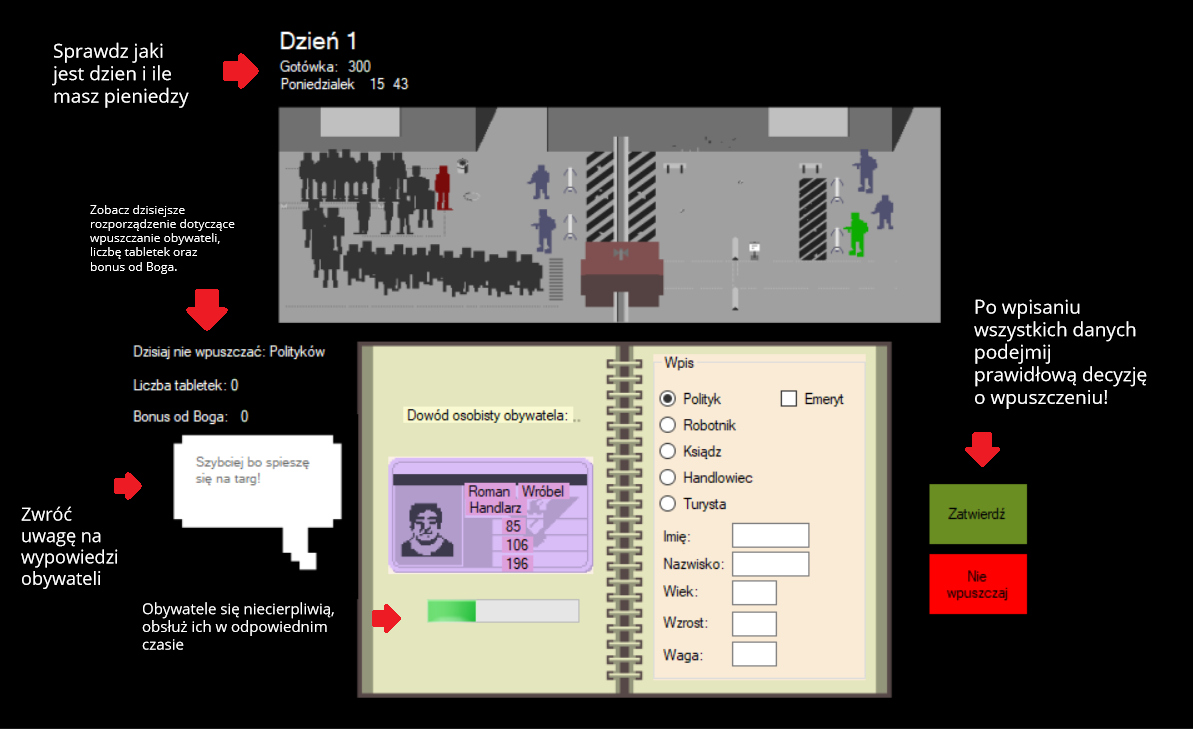 Sprawdz jaki
jest dzien i ile
masz pieniedzy
Dzień 1
Gotówka: 300
Poniedzialek 15 43
Zobacz dzisiejsze
rozporządzenie dotyczące
wpuszczanie obywateli,
liczbę tabletek oraz
bonus od Boga.
Dzisiaj nie wpuszczać: Polityków
Liczba tabletek: 0
Bonus od Boga: 0
Szybciej bo spieszę
się na targ!
Zwróć
uwagę na
wypowiedzi
obywateli
Obywatele się niecierpliwią,
obsłuż ich w odpowiednim
czasie
Dowód osobisty obywatela: ..
Roman Wróbel
Handlarz
85
106
196
Wpis
Polityk Emeryt
Robotnik
Ksiądz
Handlowiec
Turysta
Imię:
Nazwisko:
Wiek:
Wzrost:
Waga:
Po wpisaniu
wszystkich danych
podejmij
prawidłową decyzję
o wpuszczeniu!
Zatwierdź
Nie
wpuszczaj